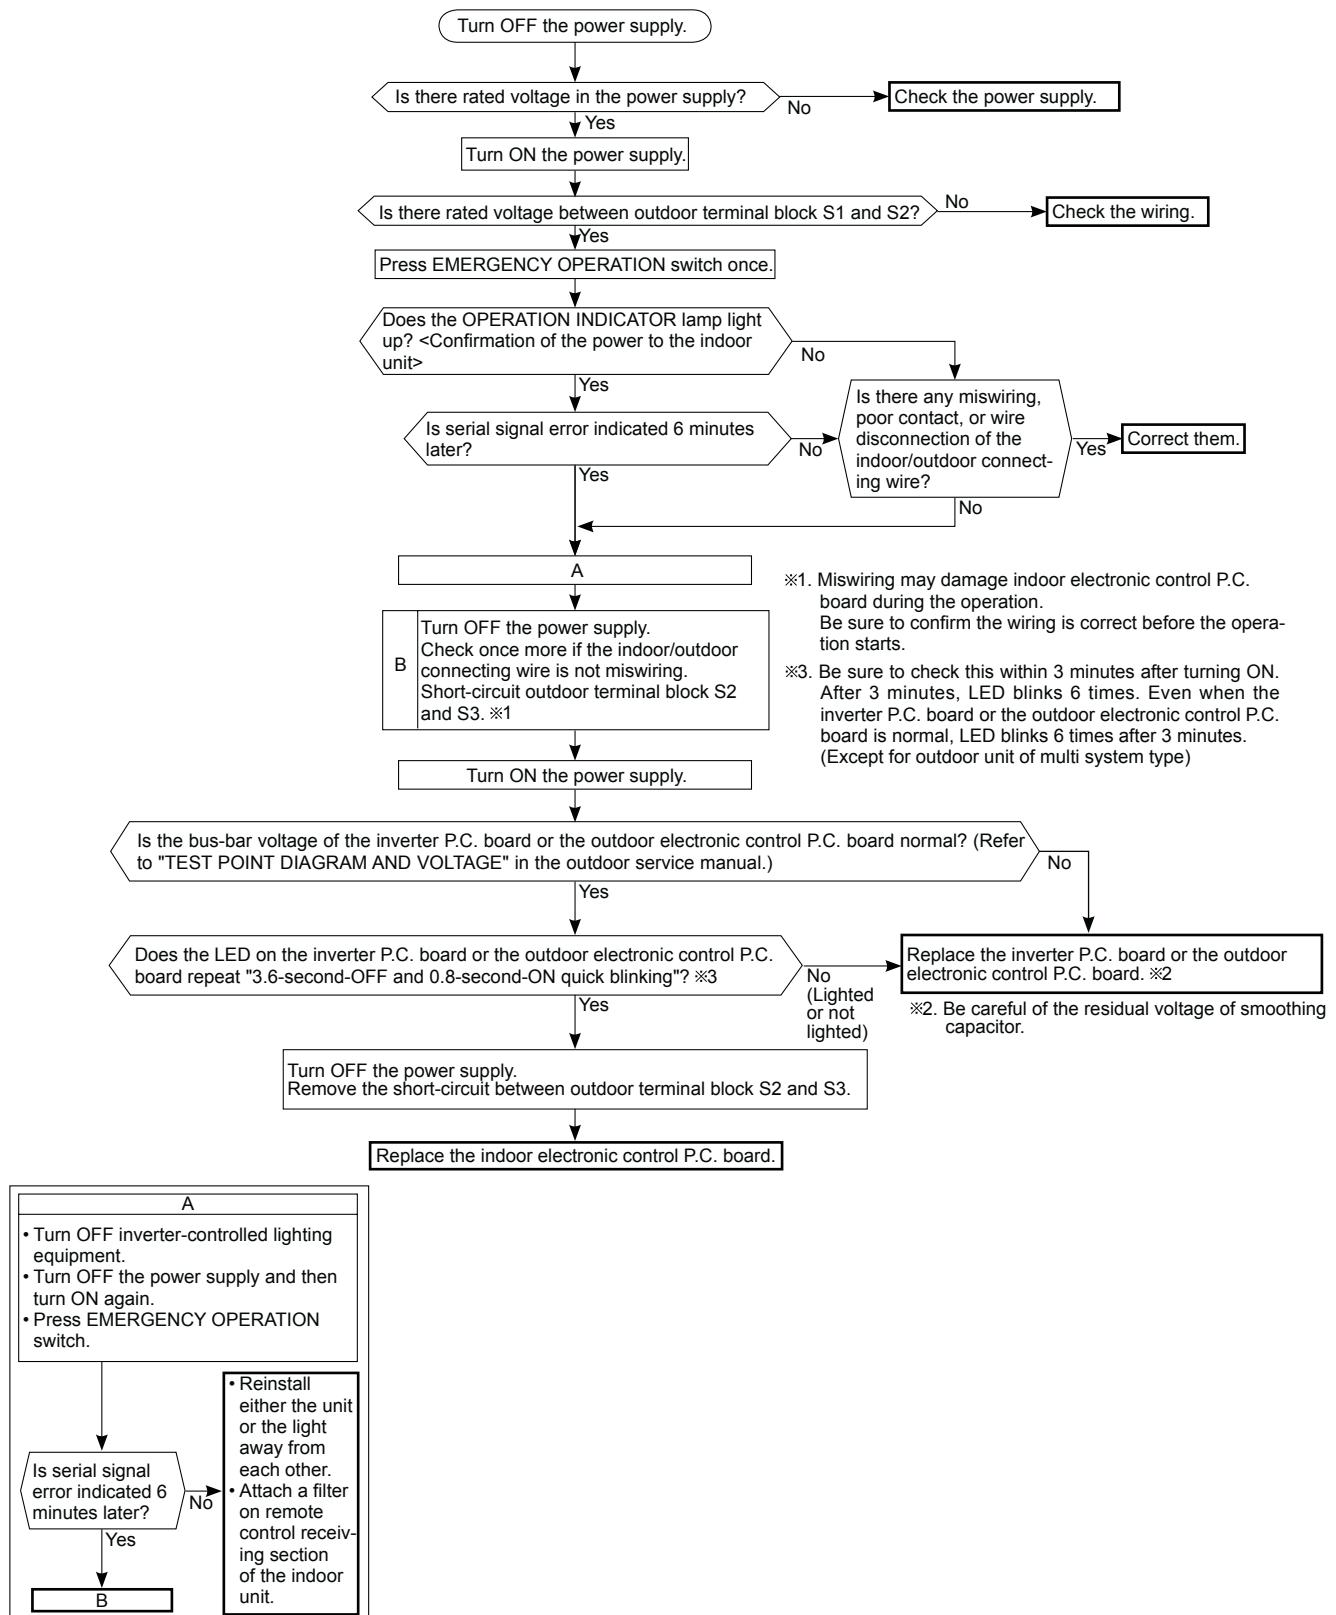 Turn OFF the power supply.
Is there rated voltage in the power supply?
No
Check the power supply.
Yes
Turn ON the power supply.
Is there rated voltage between outdoor terminal block S1 and S2?
No
Check the wiring.
Yes
Press EMERGENCY OPERATION switch once.
Does the OPERATION INDICATOR lamp light
up? <Confirmation of the power to the indoor
unit>
No
Yes
Is serial signal error indicated 6 minutes
later?
No
Is there any miswiring,
poor contact, or wire
disconnection of the
indoor/outdoor connect-
ing wire?
Yes
Correct them.
Yes
No
A
B
Turn OFF the power supply.
Check once more if the indoor/outdoor
connecting wire is not miswiring.
Short-circuit outdoor terminal block S2
and S3. ※1
※1. Miswiring may damage indoor electronic control P.C.
board during the operation.
Be sure to confirm the wiring is correct before the opera-
tion starts.
※3. Be sure to check this within 3 minutes after turning ON.
After 3 minutes, LED blinks 6 times. Even when the
inverter P.C. board or the outdoor electronic control P.C.
board is normal, LED blinks 6 times after 3 minutes.
(Except for outdoor unit of multi system type)
Turn ON the power supply.
Is the bus-bar voltage of the inverter P.C. board or the outdoor electronic control P.C. board normal? (Refer
to "TEST POINT DIAGRAM AND VOLTAGE" in the outdoor service manual.)
No
Yes
Does the LED on the inverter P.C. board or the outdoor electronic control P.C.
board repeat "3.6-second-OFF and 0.8-second-ON quick blinking"? ※3
No
(Lighted
or not
lighted)
Replace the inverter P.C. board or the outdoor
electronic control P.C. board. ※2
※2. Be careful of the residual voltage of smoothing
capacitor.
Yes
Turn OFF the power supply.
Remove the short-circuit between outdoor terminal block S2 and S3.
Replace the indoor electronic control P.C. board.
A
• Turn OFF inverter-controlled lighting
equipment.
• Turn OFF the power supply and then
turn ON again.
• Press EMERGENCY OPERATION
switch.
Is serial signal
error indicated 6
minutes later?
No
• Reinstall
either the unit
or the light
away from
each other.
• Attach a filter
on remote
control receiv-
ing section
of the indoor
unit.
Yes
B